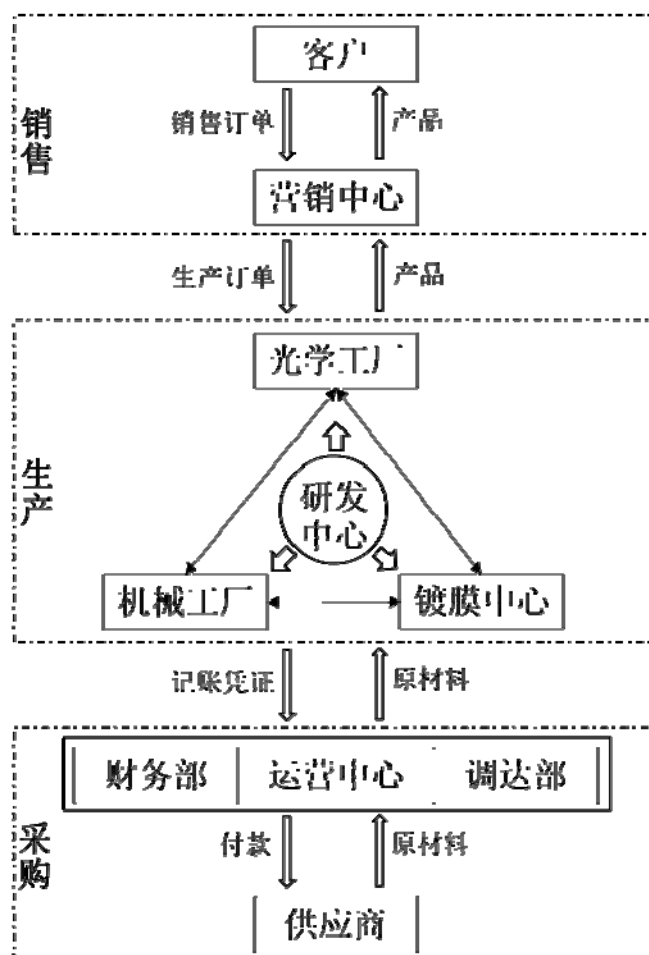 客户
销售订单
产品
销售
营销中心
生产订单
产品
光学工厂
生产
研发
中心
机械工厂
镀膜中心
记账凭证
原材料
财务部
运营中心
调达部
采购
付款
原材料
供应商